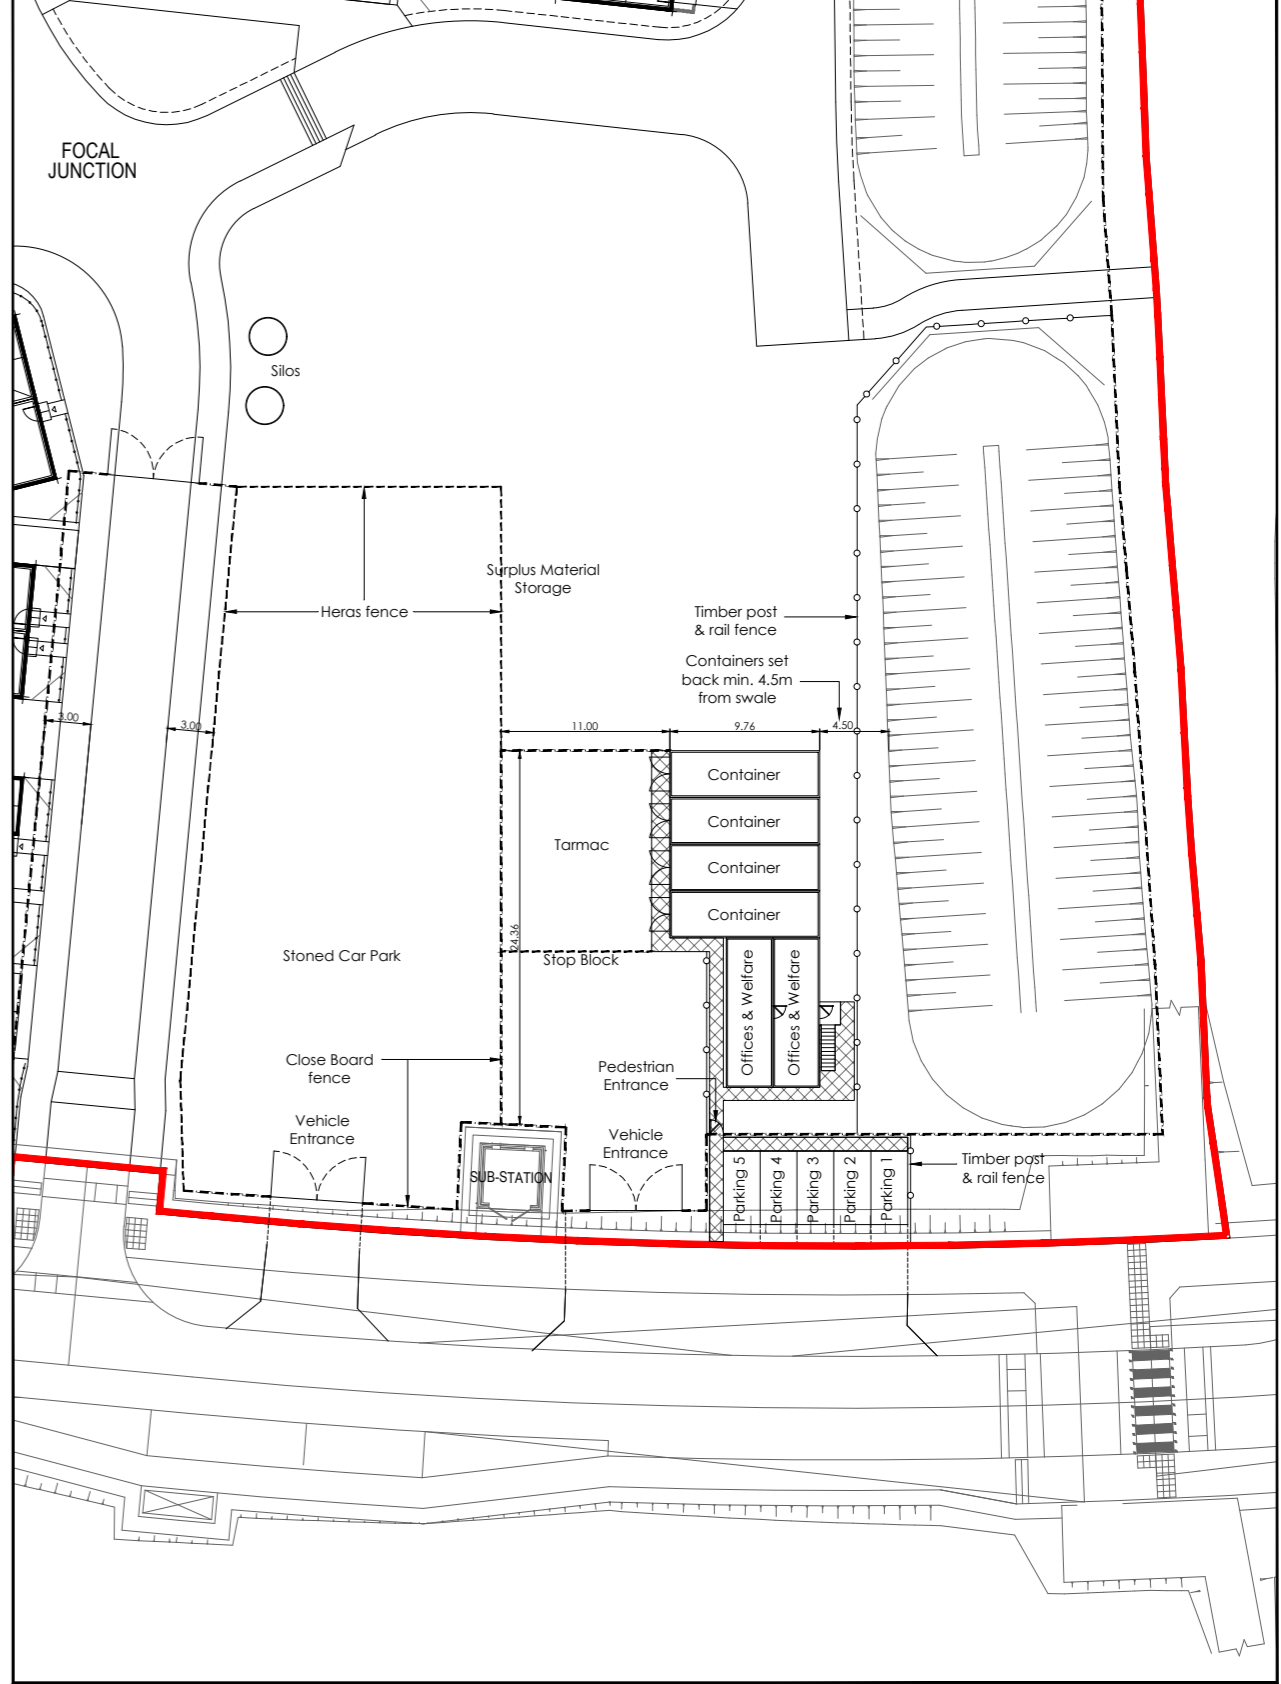 FOCAL
JUNCTION
Silos
Surplus Material
Storage
Heras fence
Timber post
& rail fence
Containers set
back min. 4.5m
from swale
3.00
3.00
11.00
9.76
4.50
Container
Container
Container
Container
Tarmac
24.36
Stoned Car Park
Stop Block
Offices & Welfare
Offices & Welfare
Close Board
fence
Pedestrian
Entrance
Vehicle
Entrance
Vehicle
Entrance
SUB-STATION
Parking 5
Parking 4
Parking 3
Parking 2
Parking 1
Timber post
& rail fence